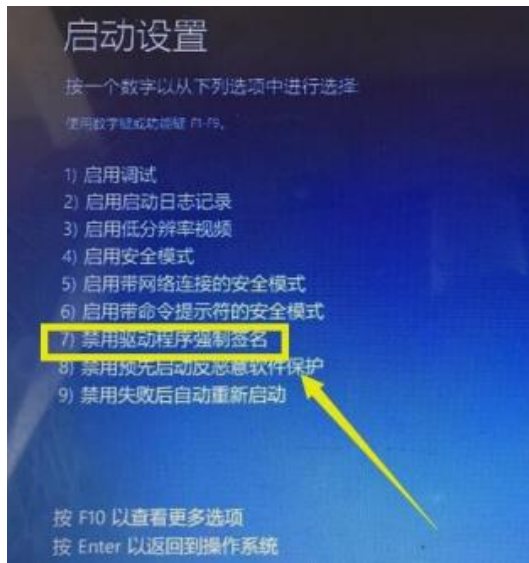 启动设置
按一个数字以从下列选项中进行选择:
使用数字键或功能键 F1-F9。
1) 启用调试
2) 启用启动日志记录
3) 启用低分辨率视频
4) 启用安全模式
5) 启用带网络连接的安全模式
6) 启用带命令提示符的安全模式
7) 禁用驱动程序强制签名
8) 禁用预先启动反恶意软件保护
9) 禁用失败后自动重新启动
按 F10 以查看更多选项
按 Enter 以返回到操作系统